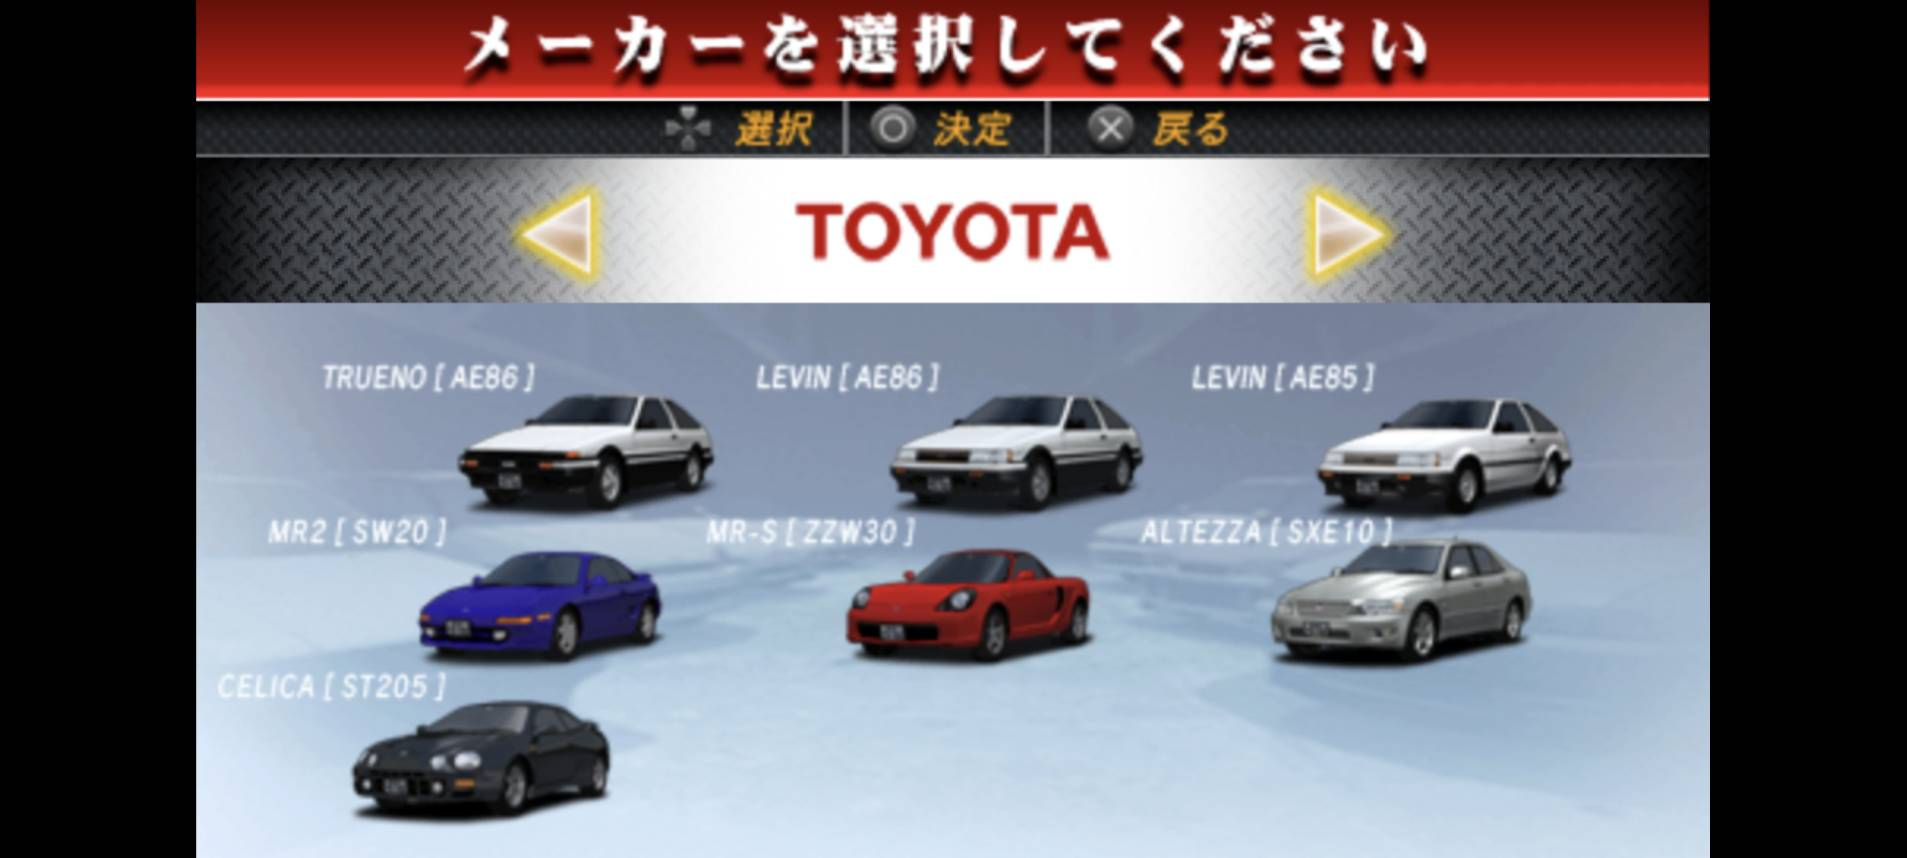 メーカーを選択してください
選択 決定 戻る
TOYOTA
TRUENO [ AE86 ] LEVIN [ AE86 ] LEVIN [ AE85 ]
MR2 [ SW20 ] MR-S [ ZZW30 ] ALTEZZA [ SXE10 ]
CELICA [ ST205 ]